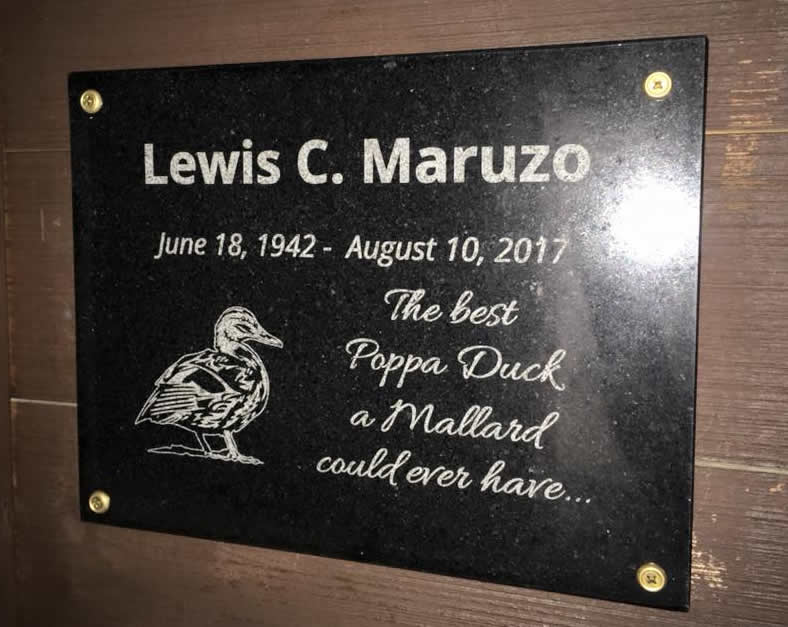 Lewis C. Maruzo
June 18, 1942 - August 10, 2017
The best
Poppa Duck
a Mallard
could ever have...